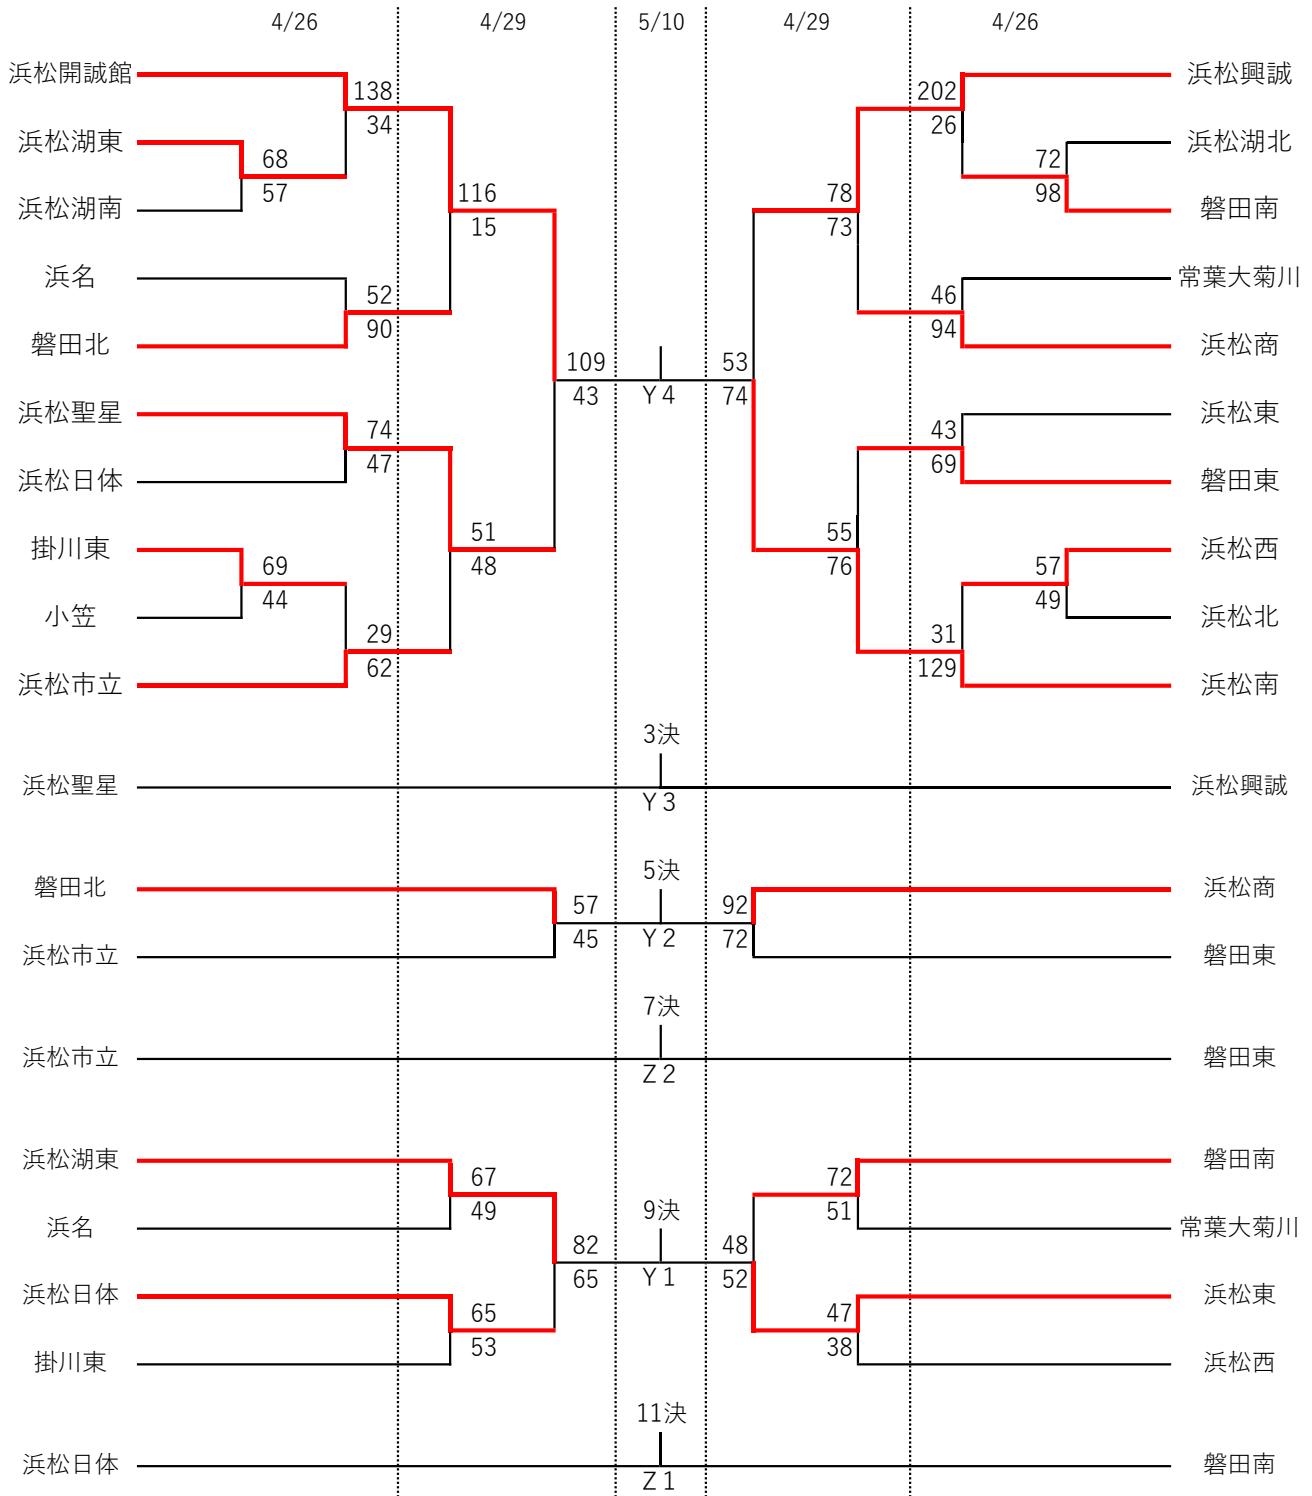 4/26 4/29 5/10 4/29 4/26
浜松開誠館 浜松興誠
138 202
34 26
浜松湖東 浜松湖北
68 72
57 98
浜松湖南 磐田南
116 78
15 73
浜名 常葉大菊川
52 46
90 94
磐田北 浜松商
109 53
43 Y4 74
浜松聖星 浜松東
74 43
47 69
浜松日体 磐田東
51 55
48 76
掛川東 浜松西
69 57
44 49
小笠 浜松北
29 31
62 129
浜松市立 浜松南
3決
浜松聖星 浜松興誠
Y3
5決
磐田北 浜松商
57 92
45 Y2 72
浜松市立 磐田東
7決
浜松市立 磐田東
Z2
浜松湖東 磐田南
67 72
49 51
9決
浜名 常葉大菊川
82 48
65 Y1 52
浜松日体 浜松東
65 47
53 38
掛川東 浜松西
11決
浜松日体 磐田南
Z1